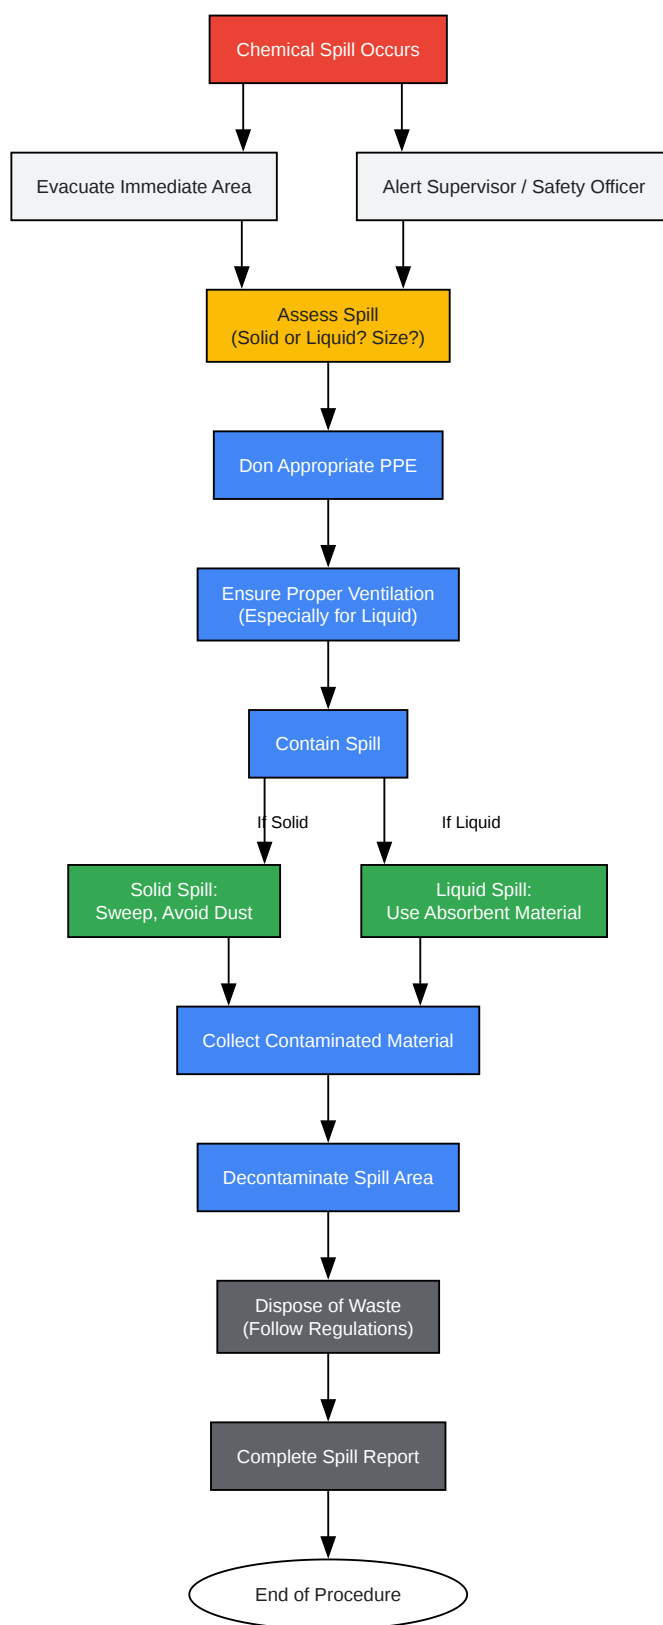 Chemical Spill Occurs
Evacuate Immediate Area
Alert Supervisor / Safety Officer
Assess Spill
(Solid or Liquid? Size?)
Don Appropriate PPE
Ensure Proper Ventilation
(Especially for Liquid)
Contain Spill
If Solid
If Liquid
Solid Spill:
Sweep, Avoid Dust
Liquid Spill:
Use Absorbent Material
Collect Contaminated Material
Decontaminate Spill Area
Dispose of Waste
(Follow Regulations)
Complete Spill Report
End of Procedure